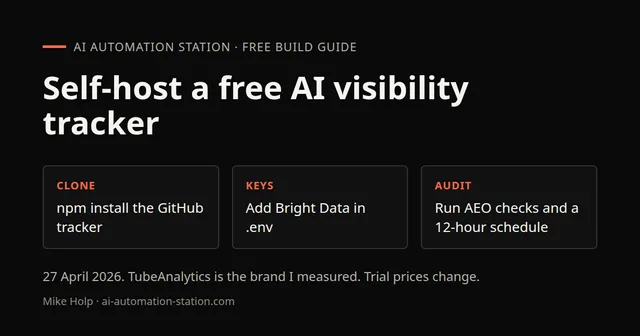 AI AUTOMATION STATION · FREE BUILD GUIDE
Self-host a free AI visibility
tracker
CLONE
npm install the GitHub
tracker
KEYS
Add Bright Data in
.env
AUDIT
Run AEO checks and a
12-hour schedule
27 April 2026. TubeAnalytics is the brand I measured. Trial prices change.
Mike Holp · ai-automation-station.com